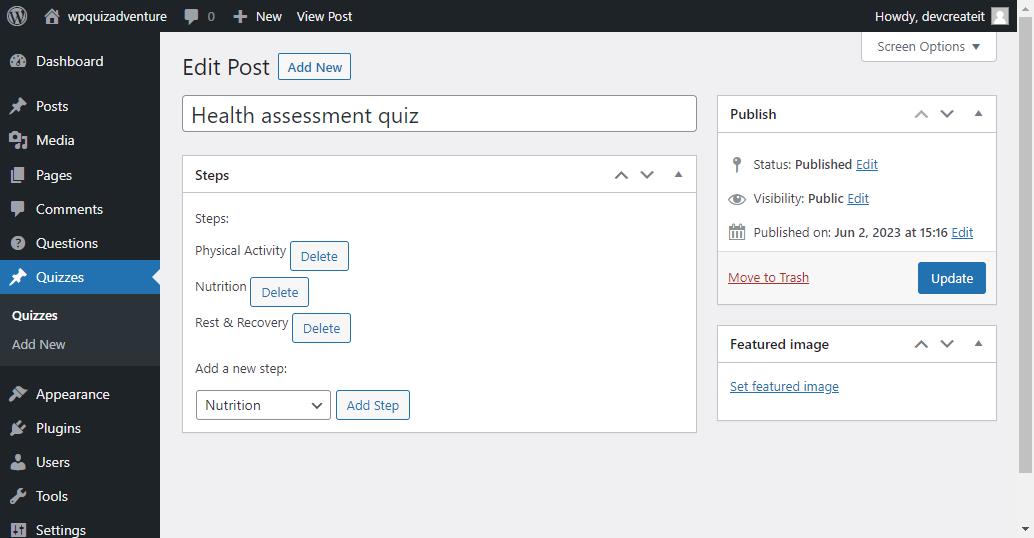 wpquizadventure 0 New View Post Howdy, devcreateit
Dashboard
Posts
Media
Pages
Comments
Questions
Quizzes
Quizzes
Add New
Appearance
Plugins
Users
Tools
Settings
Screen Options
Edit Post Add New
Health assessment quiz
Steps
Steps:
Physical Activity Delete
Nutrition Delete
Rest & Recovery Delete
Add a new step:
Nutrition Add Step
Publish
Status: Published Edit
Visibility: Public Edit
Published on: Jun 2, 2023 at 15:16 Edit
Move to Trash Update
Featured image
Set featured image